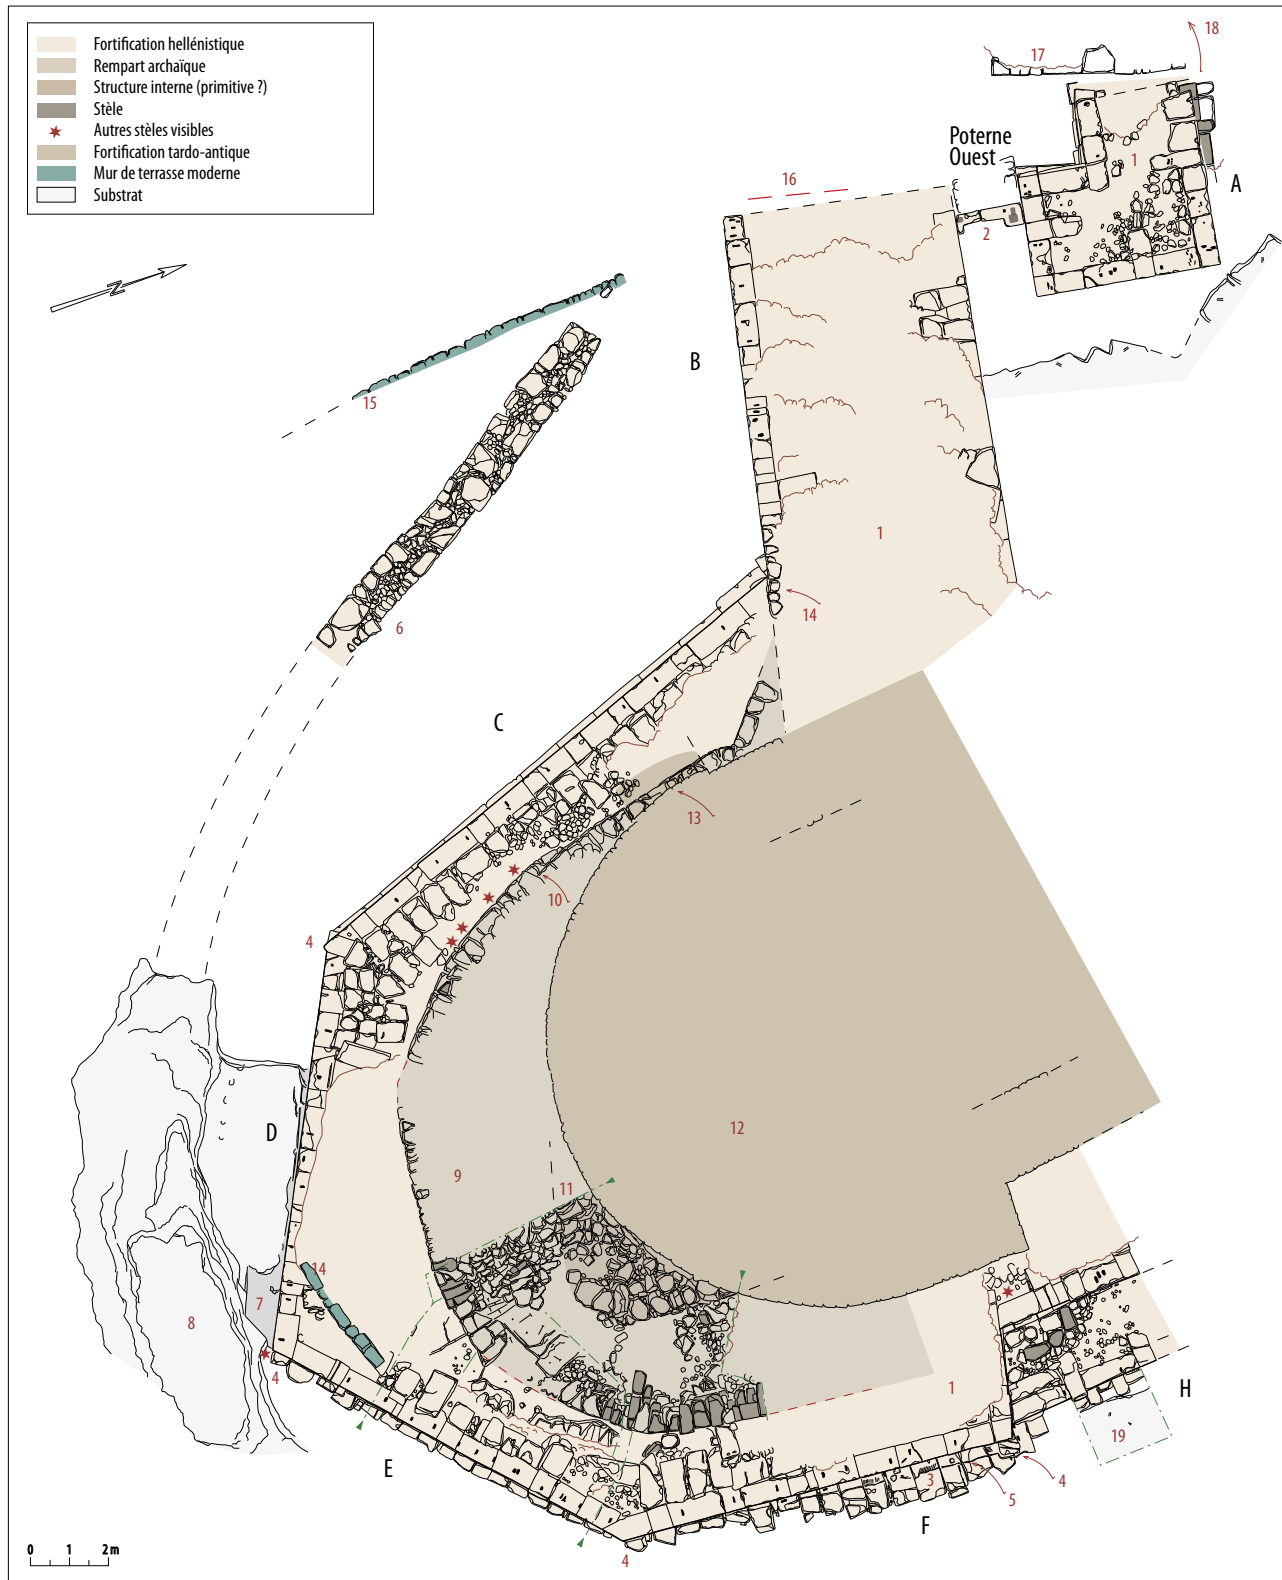 Fortification hellénistique
Rempart archaïque
Structure interne (primitive ?)
Stèle
Autres stèles visibles
Fortification tardo-antique
Mur de terrasse moderne
Substrat
18
17
Poterne
Ouest
1
A
16
2
N
B
15
1
6
14
C
13
10
4
12
D
9
11
14
7
8
4
1
H
19
E
3
4
5
F
4
0 1 2 m